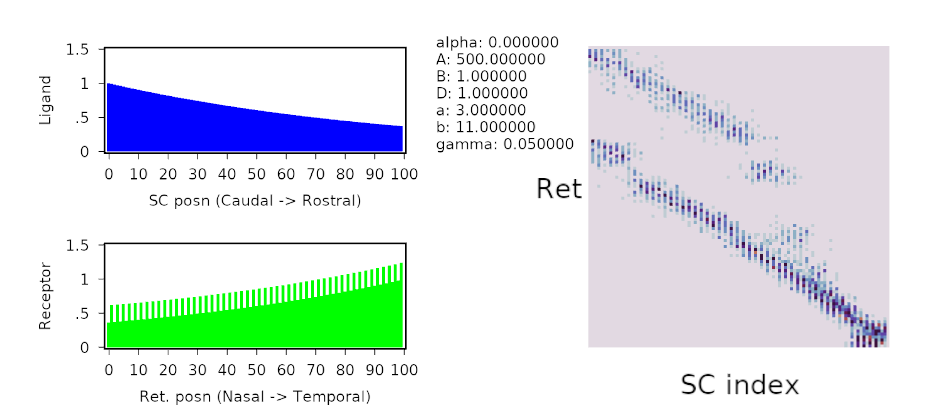 1.5
1
.5
0
Ligand
0 10 20 30 40 50 60 70 80 90 100
SC posn (Caudal -> Rostral)
alpha: 0.000000
A: 500.000000
B: 1.000000
D: 1.000000
a: 3.000000
b: 11.000000
gamma: 0.050000
1.5
1
.5
0
Receptor
0 10 20 30 40 50 60 70 80 90 100
Ret. posn (Nasal -> Temporal)
Ret
SC index